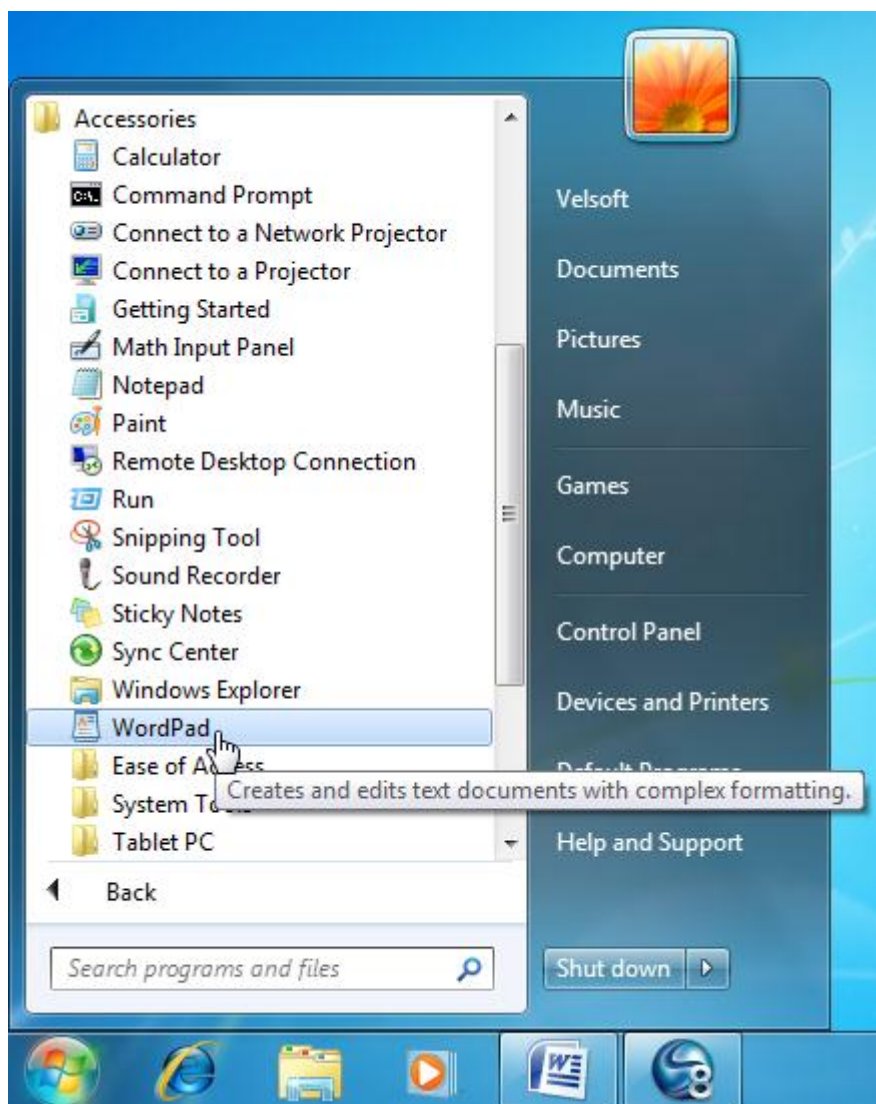 Accessories
Calculator
Command Prompt
Connect to a Network Projector
Connect to a Projector
Getting Started
Math Input Panel
Notepad
Paint
Remote Desktop Connection
Run
Snipping Tool
Sound Recorder
Sticky Notes
Sync Center
Windows Explorer
WordPad
Ease of Access
Creates and edits text documents with complex formatting.
System
Tablet PC
Back
Search programs and files
Velsoft
Documents
Pictures
Music
Games
Computer
Control Panel
Devices and Printers
Default Programs
Help and Support
Shut down